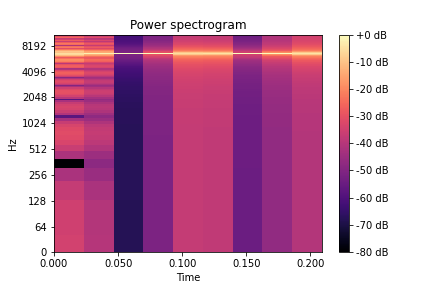 Power spectrogram
8192
4096
2048
1024
512
256
128
64
0
Hz
0.000 0.050 0.100 0.150 0.200
Time
+0 dB
-10 dB
-20 dB
-30 dB
-40 dB
-50 dB
-60 dB
-70 dB
-80 dB